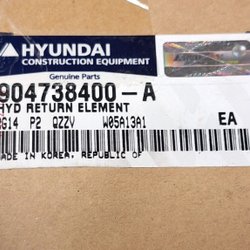 HYUNDAI
CONSTRUCTION EQUIPMENT
Genuine Parts
904738400-A
HYD RETURN ELEMENT
G14 P2 QZZV W05A13A1
EA
MADE IN KOREA, REPUBLIC OF